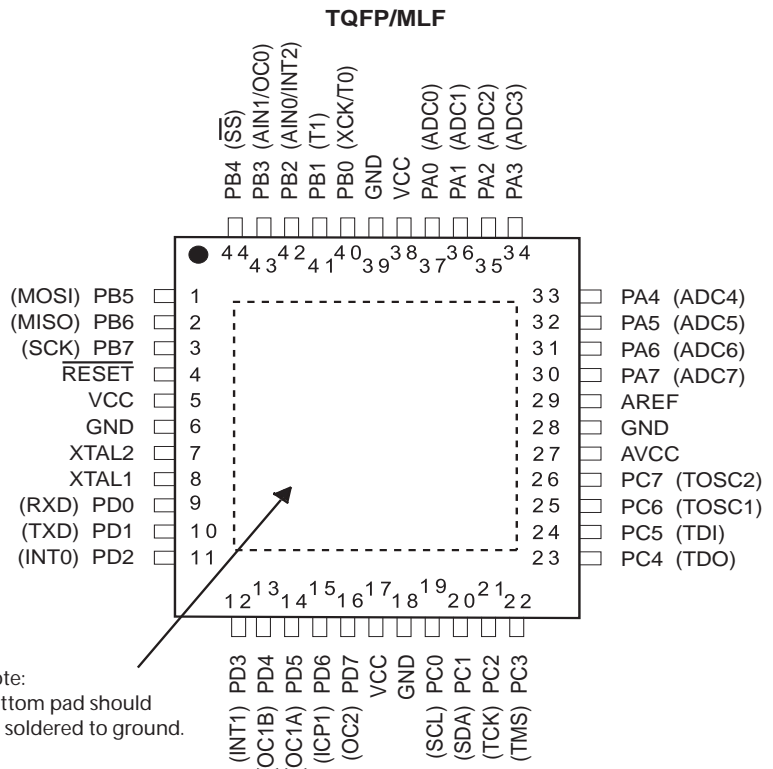 TQFP/MLF
PB4 (SS)
PB3 (AIN1/OC0)
PB2 (AIN0/INT2)
PB1 (T1)
PB0 (XCK/T0)
GND
VCC
PA0 (ADC0)
PA1 (ADC1)
PA2 (ADC2)
PA3 (ADC3)
44
43
42
41
40
39
38
37
36
35
34
(MOSI) PB5 1
(MISO) PB6 2
(SCK) PB7 3
RESET 4
VCC 5
GND 6
XTAL2 7
XTAL1 8
(RXD) PD0 9
(TXD) PD1 10
(INT0) PD2 11
33 PA4 (ADC4)
32 PA5 (ADC5)
31 PA6 (ADC6)
30 PA7 (ADC7)
29 AREF
28 GND
27 AVCC
26 PC7 (TOSC2)
25 PC6 (TOSC1)
24 PC5 (TDI)
23 PC4 (TDO)
12
13
14
15
16
17
18
19
20
21
22
(INT1) PD3
OC1B) PD4
OC1A) PD5
(ICP1) PD6
(OC2) PD7
VCC
GND
(SCL) PC0
(SDA) PC1
(TCK) PC2
(TMS) PC3
te:
ttom pad should
soldered to ground.